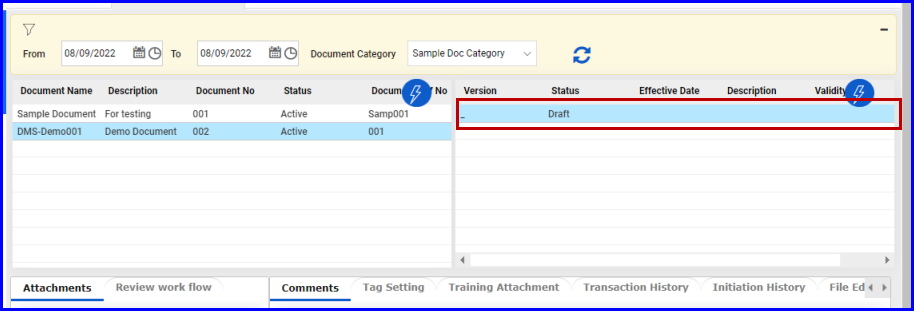 From 08/09/2022 To 08/09/2022 Document Category Sample Doc Category
Document Name Description Document No Status No
Sample Document For testing 001 Active Samp001
DMS-Demo001 Demo Document 002 Active 001
Version Status Effective Date Description Validity
_ Draft
Attachments Review work flow
Comments Tag Setting Training Attachment Transaction History Initiation History File Ed